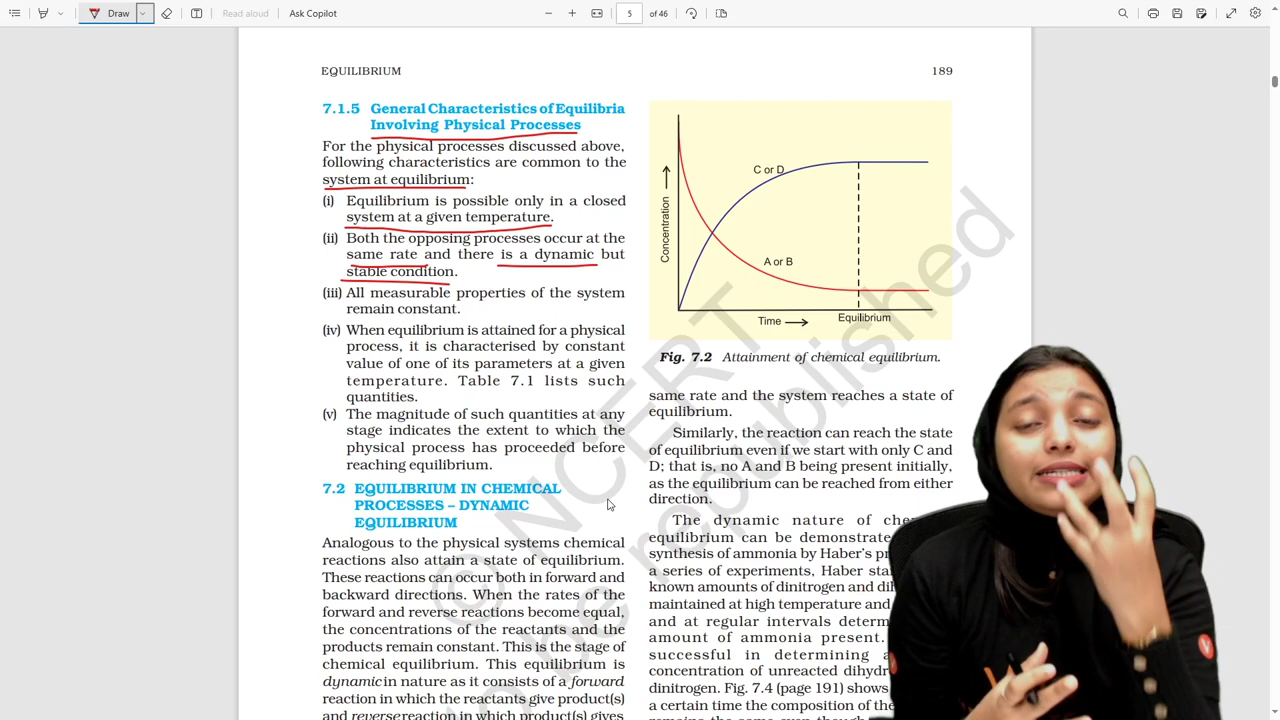 Draw
Read aloud
Ask Copilot
5
of 46
EQUILIBRIUM
189
7.1.5 General Characteristics of Equilibria
Involving Physical Processes
For the physical processes discussed above,
following characteristics are common to the
system at equilibrium:
(i) Equilibrium is possible only in a closed
system at a given temperature.
(ii) Both the opposing processes occur at the
same rate and there is a dynamic but
stable condition.
(iii) All measurable properties of the system
remain constant.
(iv) When equilibrium is attained for a physical
process, it is characterised by constant
value of one of its parameters at a given
temperature. Table 7.1 lists such
quantities.
(v) The magnitude of such quantities at any
stage indicates the extent to which the
physical process has proceeded before
reaching equilibrium.
7.2 EQUILIBRIUM IN CHEMICAL
PROCESSES – DYNAMIC
EQUILIBRIUM
Analogous to the physical systems chemical
reactions also attain a state of equilibrium.
These reactions can occur both in forward and
backward directions. When the rates of the
forward and reverse reactions become equal,
the concentrations of the reactants and the
products remain constant. This is the stage of
chemical equilibrium. This equilibrium is
dynamic in nature as it consists of a forward
reaction in which the reactants give product(s)
and reverse reaction in which product(s) gives
Concentration
C or D
A or B
Time
Equilibrium
Fig. 7.2 Attainment of chemical equilibrium.
same rate and the system reaches a state of
equilibrium.
Similarly, the reaction can reach the state
of equilibrium even if we start with only C and
D; that is, no A and B being present initially,
as the equilibrium can be reached from either
direction.
The dynamic nature of
equilibrium can be demonstrate
synthesis of ammonia by Haber's
a series of experiments, Haber
known amounts of dinitrogen and
maintained at high temperature and
and at regular intervals
amount of ammonia present.
successful in determining
concentration of unreacted
dinitrogen. Fig. 7.4 (page 191) shows
a certain time the composition of the
© NCERT
be republished